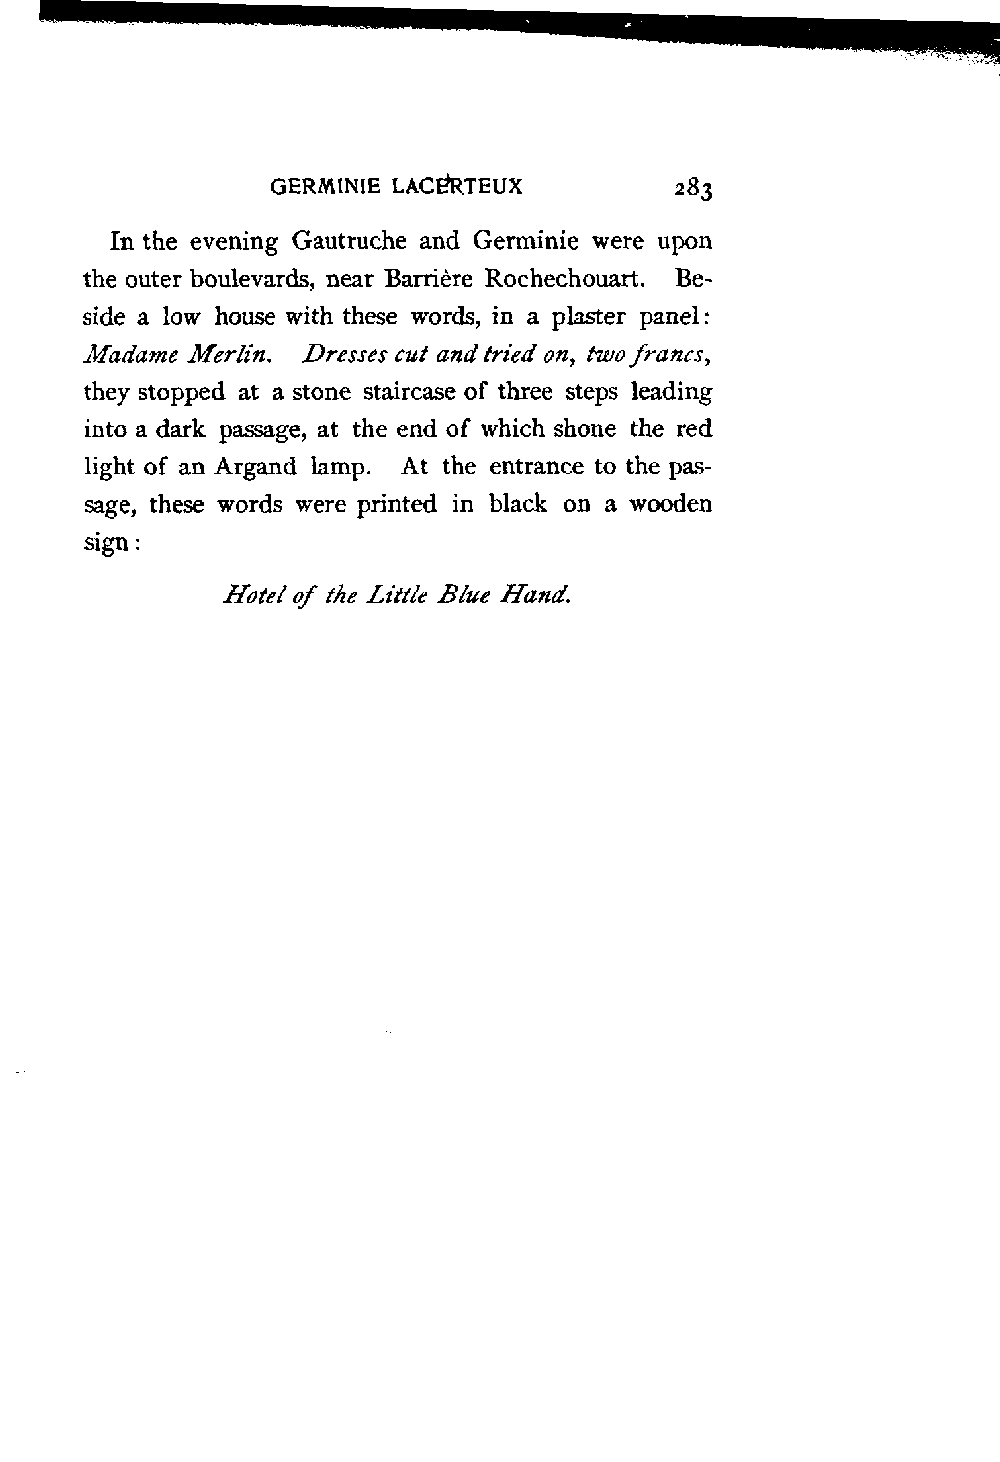 GERMINIE LACERTEUX 283
In the evening Gautruche and Germinie were upon
the outer boulevards, near Barrière Rochechouart. Be-
side a low house with these words, in a plaster panel:
Madame Merlin. Dresses cut and tried on, two francs,
they stopped at a stone staircase of three steps leading
into a dark passage, at the end of which shone the red
light of an Argand lamp. At the entrance to the pas-
sage, these words were printed in black on a wooden
sign:
Hotel of the Little Blue Hand.